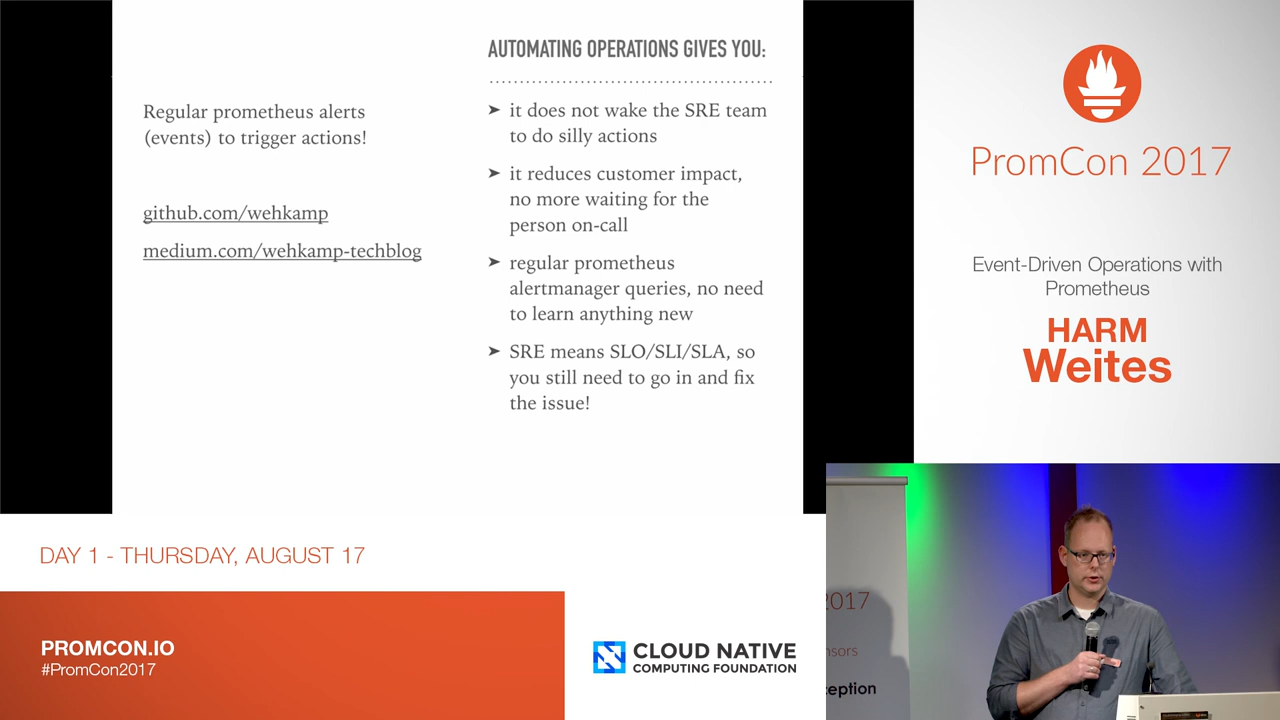 Regular prometheus alerts
(events) to trigger actions!
github.com/wehkamp
medium.com/wehkamp-techblog
AUTOMATING OPERATIONS GIVES YOU:
➤ it does not wake the SRE team
to do silly actions
➤ it reduces customer impact,
no more waiting for the
person on-call
➤ regular prometheus
alertmanager queries, no need
to learn anything new
➤ SRE means SLO/SLI/SLA, so
you still need to go in and fix
the issue!
PromCon 2017
Event-Driven Operations with
Prometheus
HARM
Weites
DAY 1 - THURSDAY, AUGUST 17
PROMCON.IO
#PromCon2017
CLOUD NATIVE
COMPUTING FOUNDATION
2017
nsors
ception